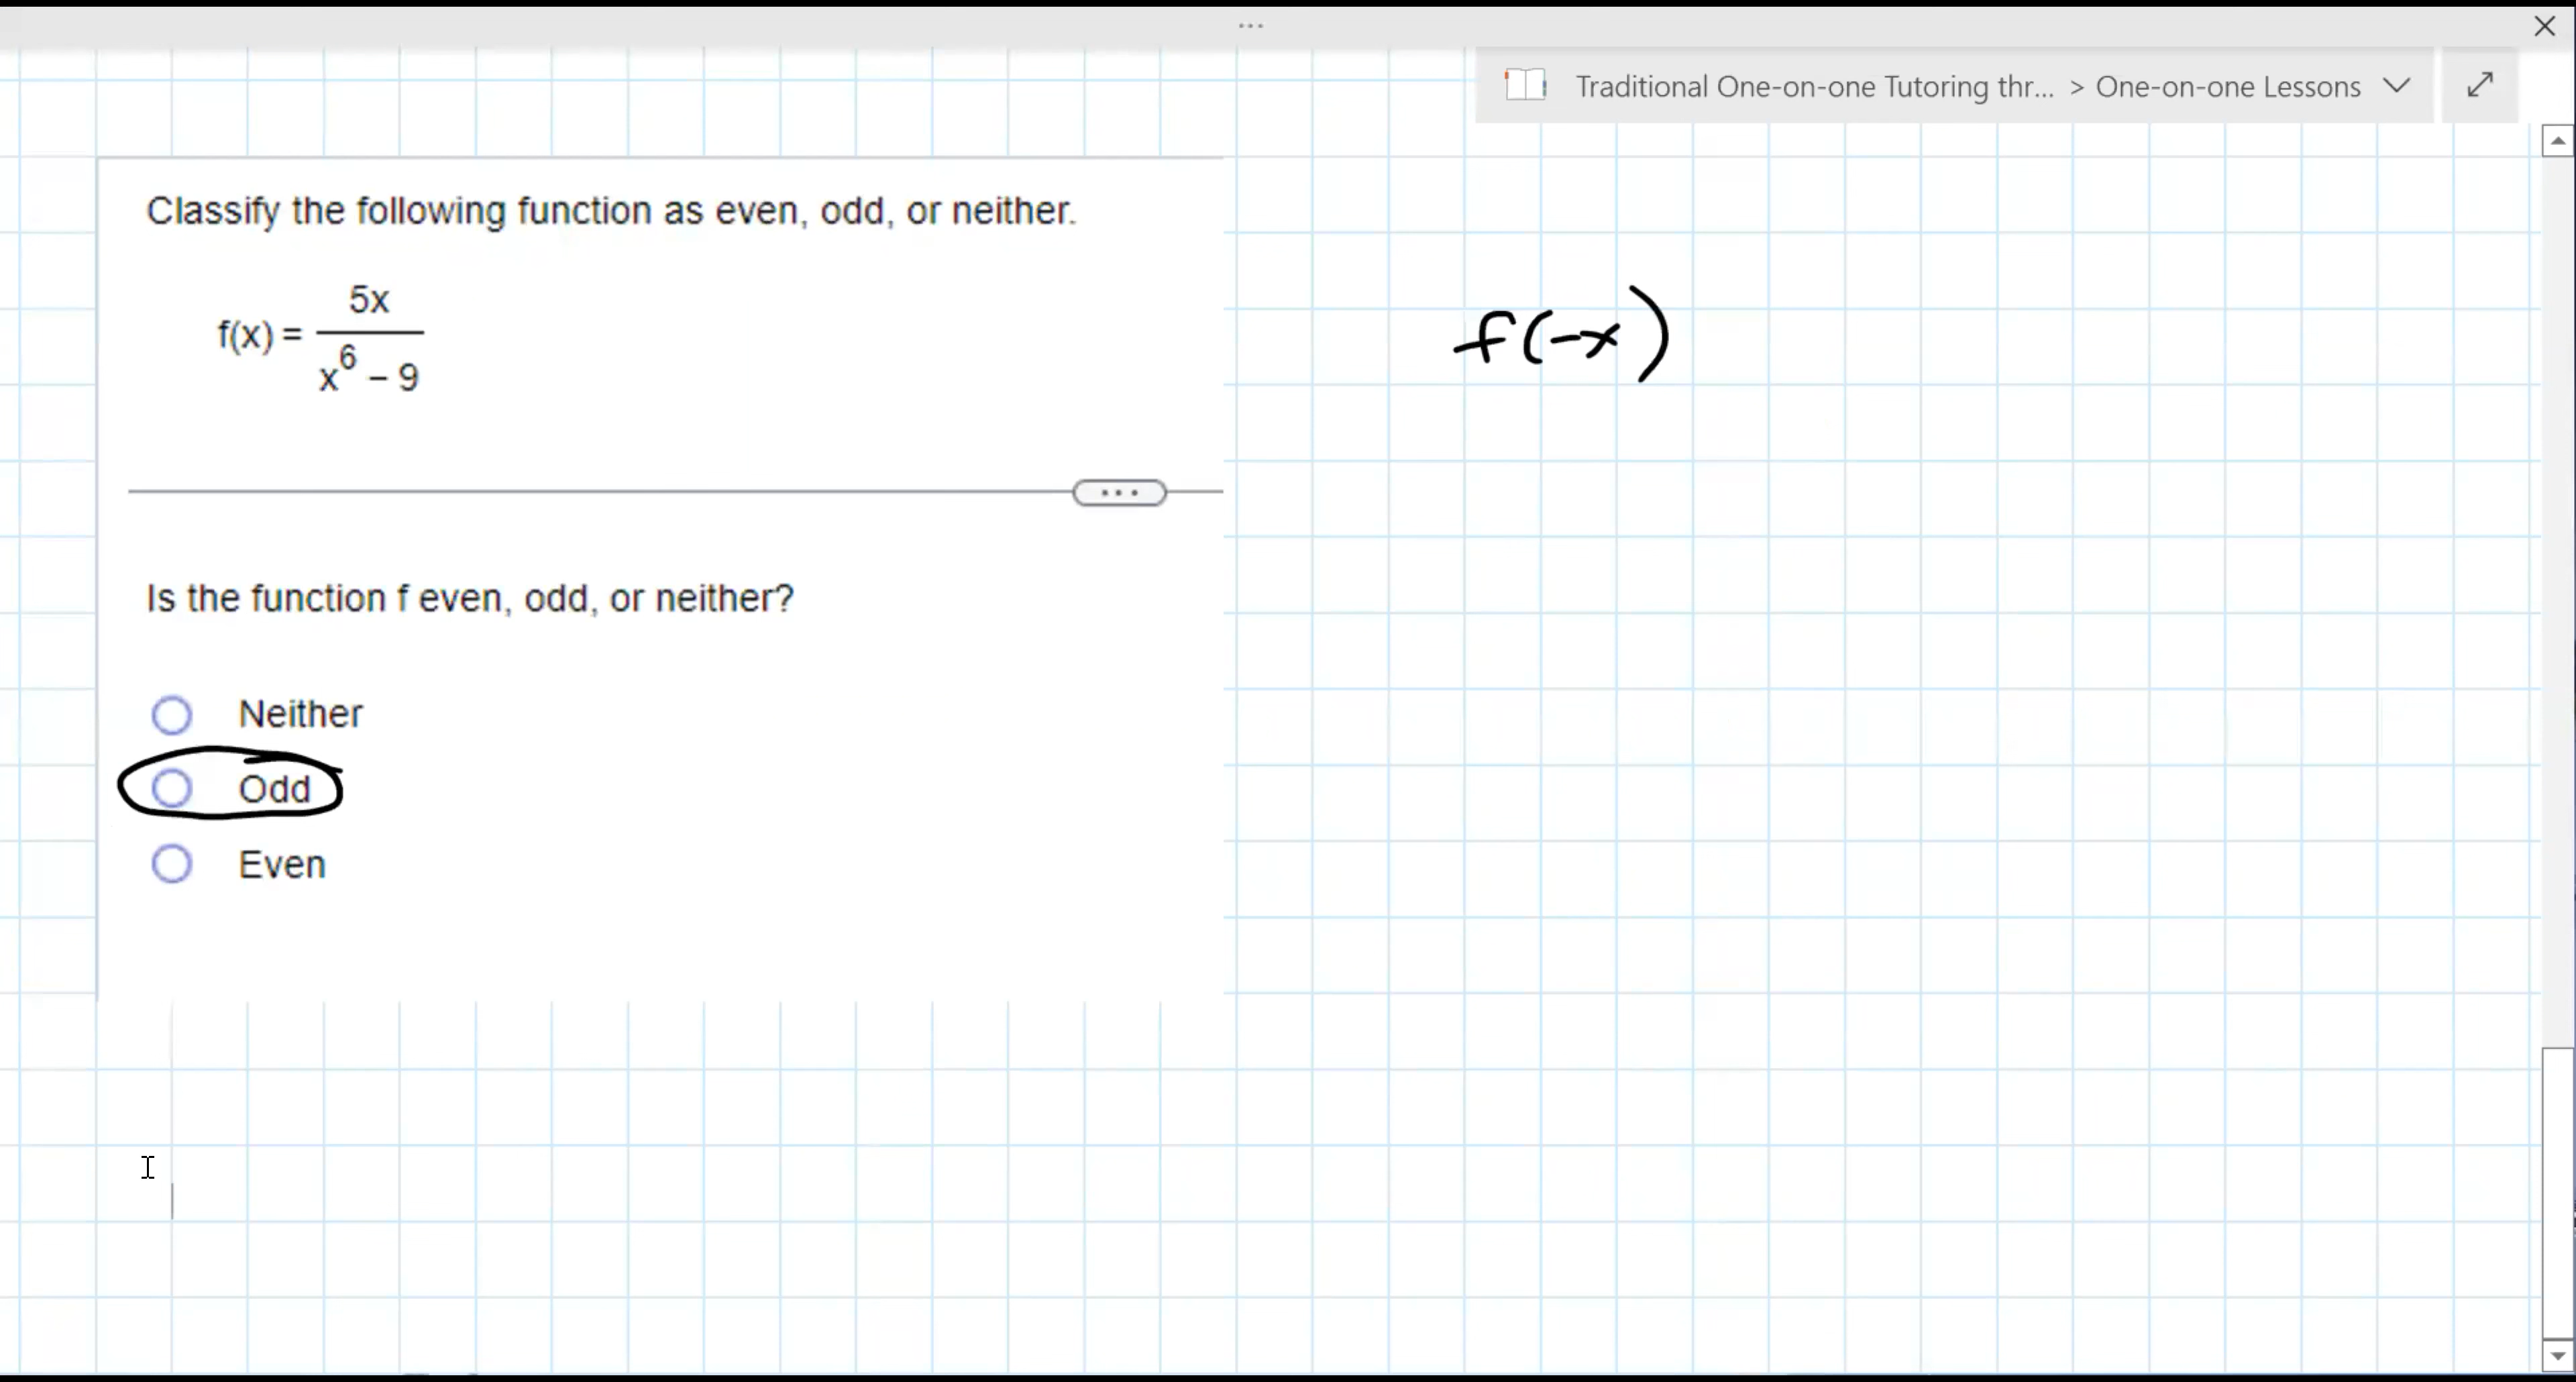 Traditional One-on-one Tutoring thr... > One-on-one Lessons
Classify the following function as even, odd, or neither.
f(x) = 5x / x^6 – 9
f(-x)
Is the function f even, odd, or neither?
Neither
Odd
Even